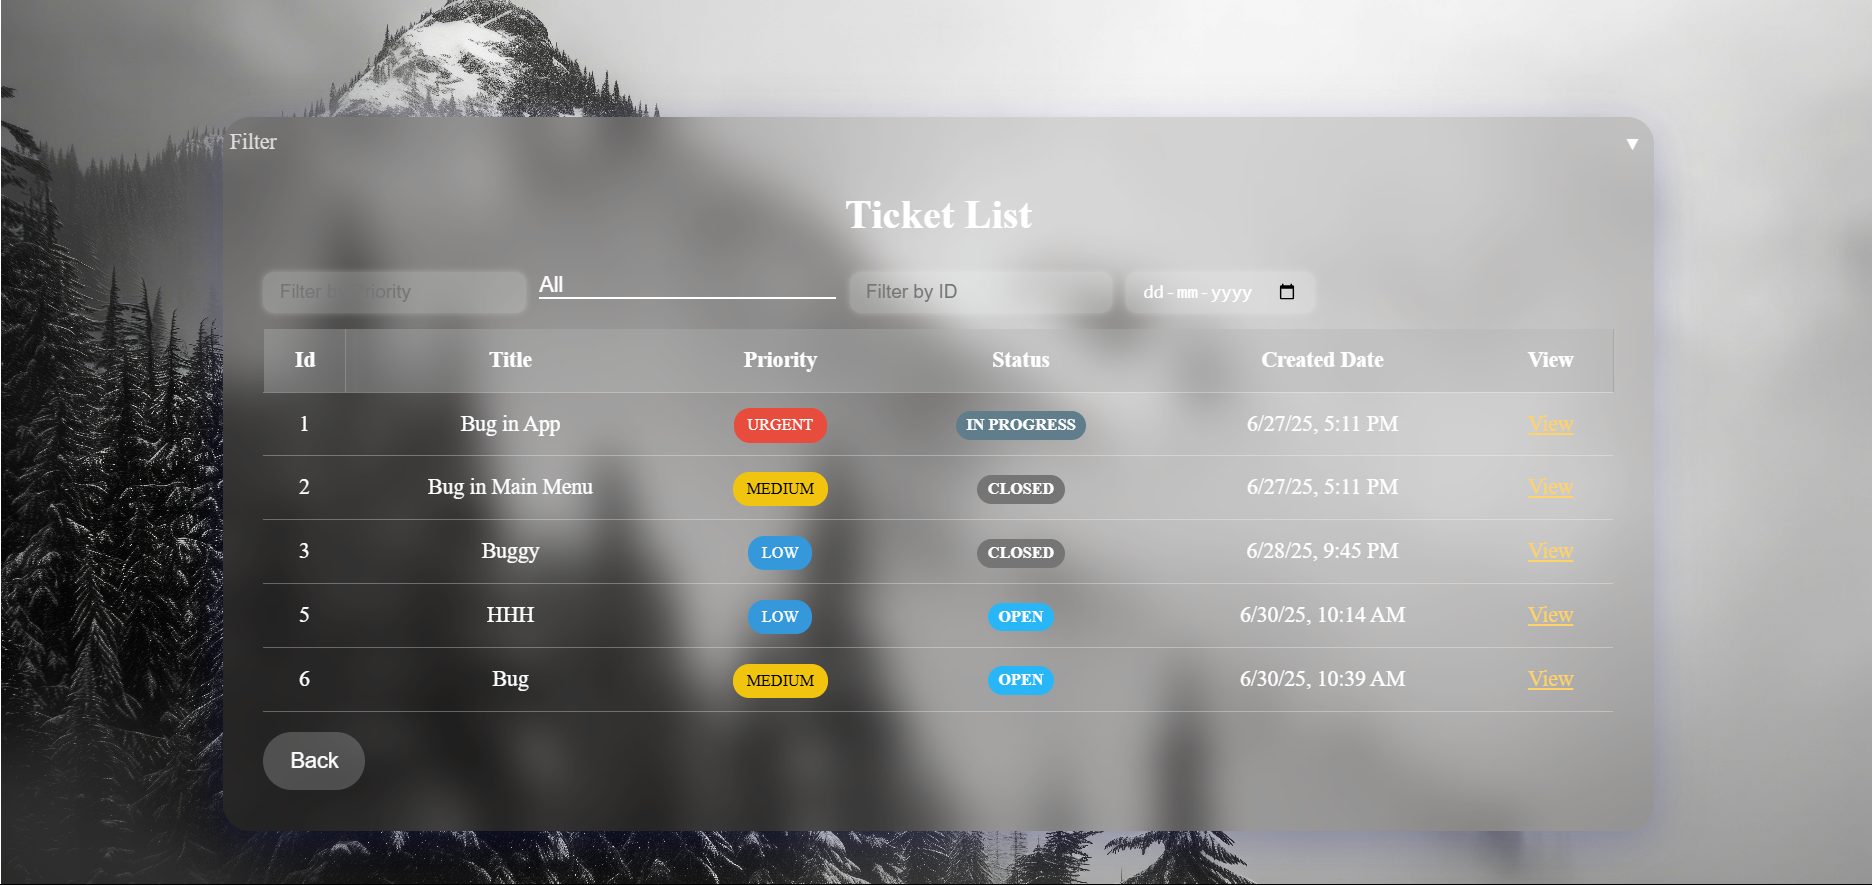 Filter ▼
Ticket List
Filter by Priority All Filter by ID dd-mm-yyyy
Id Title Priority Status Created Date View
1 Bug in App URGENT IN PROGRESS 6/27/25, 5:11 PM View
2 Bug in Main Menu MEDIUM CLOSED 6/27/25, 5:11 PM View
3 Buggy LOW CLOSED 6/28/25, 9:45 PM View
5 HHH LOW OPEN 6/30/25, 10:14 AM View
6 Bug MEDIUM OPEN 6/30/25, 10:39 AM View
Back